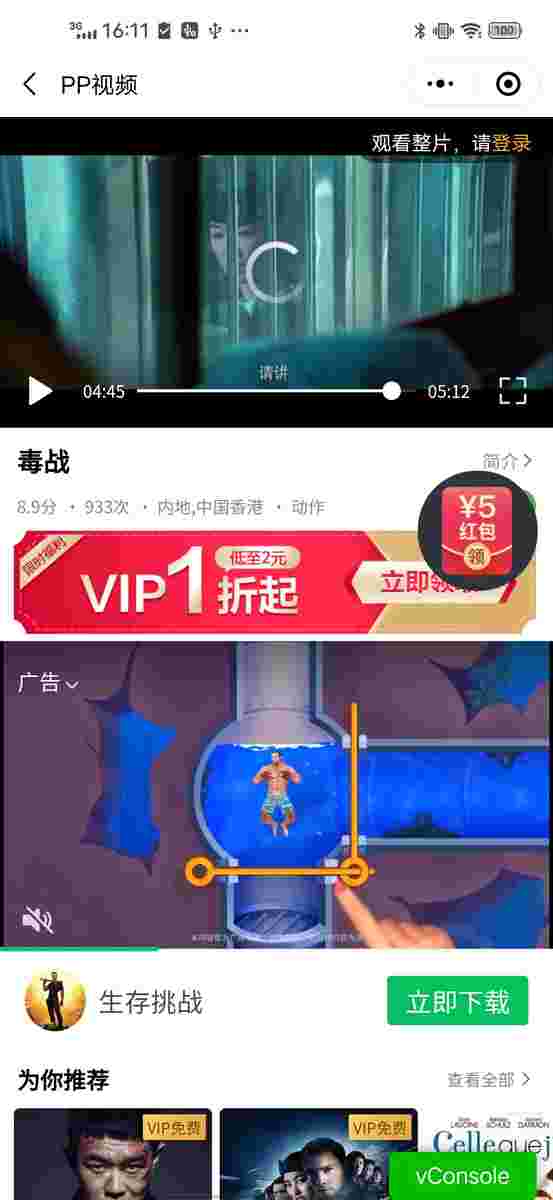 3G 16:11 100
PP视频
观看整片，请登录
请讲
04:45 05:12
毒战 简介
8.9分 · 933次 · 内地,中国香港 · 动作
¥5
红包
领
限时福利
VIP1折起
低至2元
立即领
广告
生存挑战 立即下载
为你推荐 查看全部
VIP免费 VIP免费
vConsole